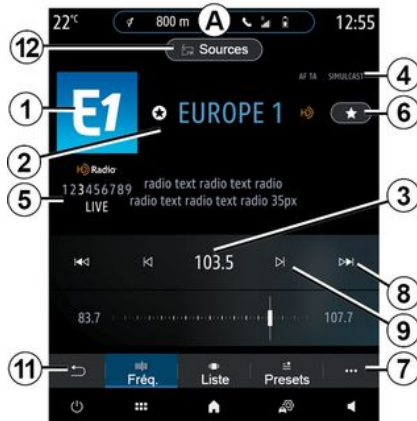 22°C 800 m A 12:55
12 Sources
AF TA SIMULCAST 4
1 E1 EUROPE 1 HD 6
2
HD Radio
5 123456789 radio text radio text radio
LIVE radio text radio text radio 35px
3
103.5
8
83.7 107.7
9
11 Fréq. Liste Presets ... 7